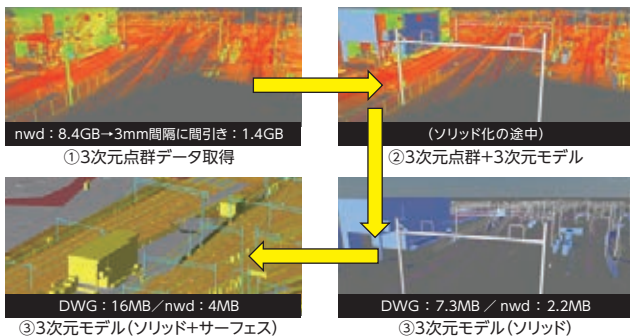 nwd：8.4GB→3mm間隔に間引き：1.4GB
①3次元点群データ取得
（ソリッド化の途中）
②3次元点群+3次元モデル
DWG：7.3MB／nwd：2.2MB
③3次元モデル（ソリッド）
DWG：16MB／nwd：4MB
③3次元モデル（ソリッド+サーフェス）